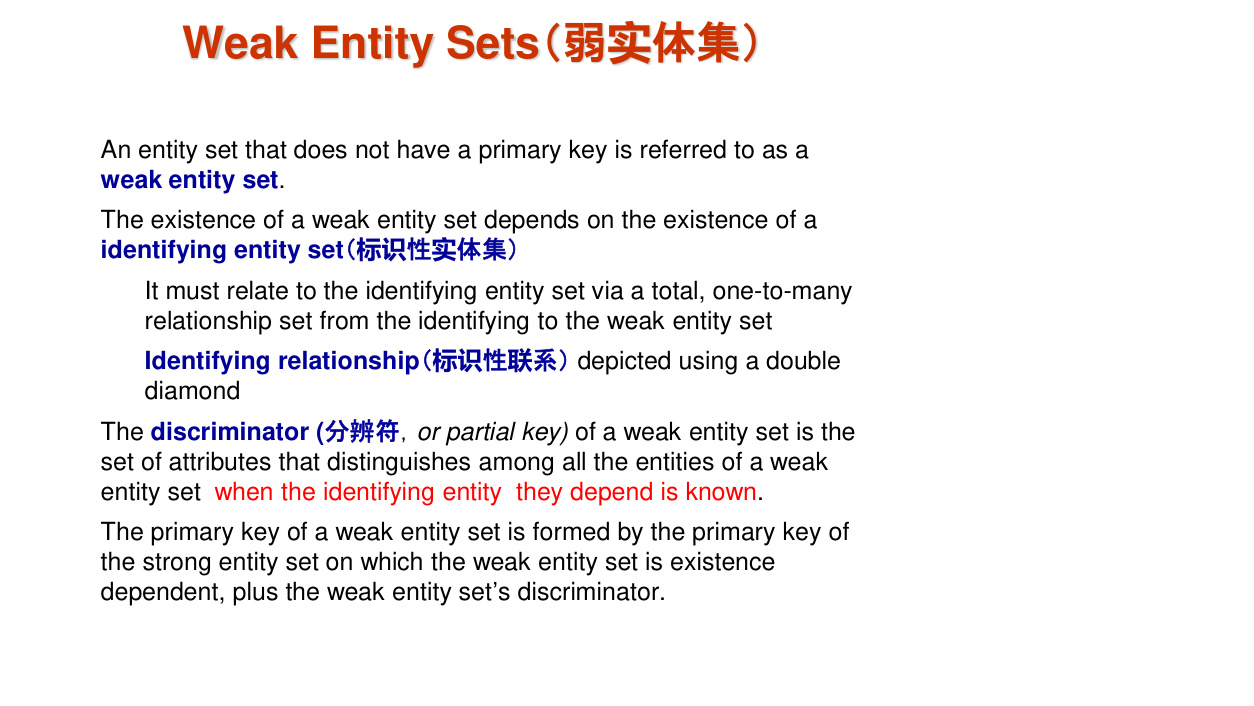 Weak Entity Sets（弱实体集）
An entity set that does not have a primary key is referred to as a
weak entity set.
The existence of a weak entity set depends on the existence of a
identifying entity set（标识性实体集）
It must relate to the identifying entity set via a total, one-to-many
relationship set from the identifying to the weak entity set
Identifying relationship（标识性联系） depicted using a double
diamond
The discriminator (分辨符，or partial key) of a weak entity set is the
set of attributes that distinguishes among all the entities of a weak
entity set  when the identifying entity  they depend is known.
The primary key of a weak entity set is formed by the primary key of
the strong entity set on which the weak entity set is existence
dependent, plus the weak entity set’s discriminator.